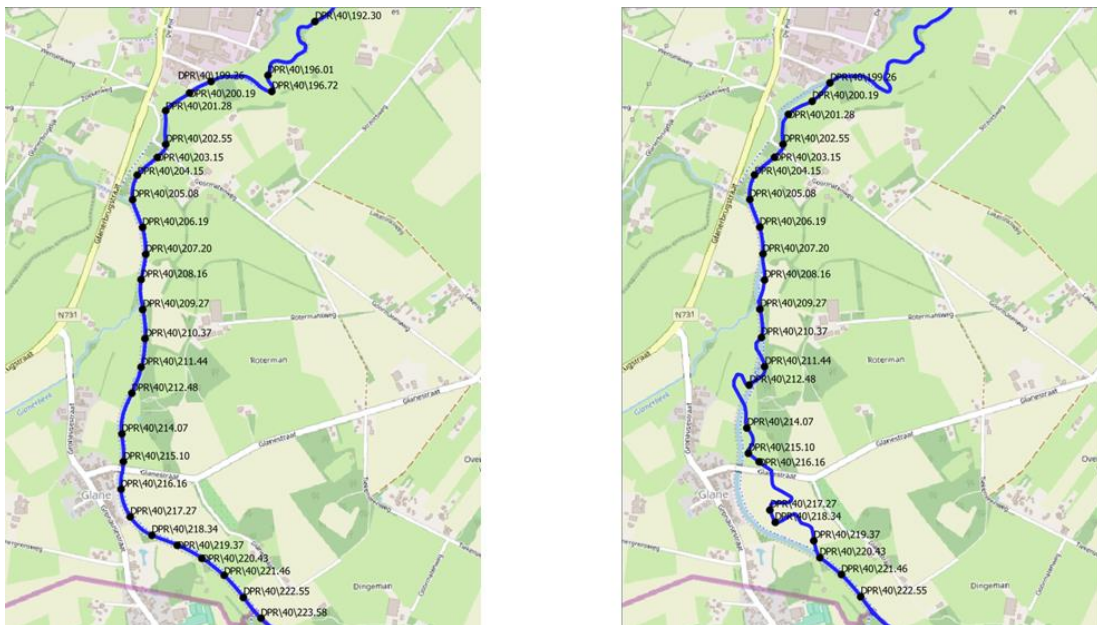 DPR\40\192.30
DPR\40\196.01
DPR\40\199.26
DPR\40\196.72
DPR\40\200.19
DPR\40\201.28
DPR\40\202.55
DPR\40\203.15
DPR\40\204.15
DPR\40\205.08
Glanerbrugstraat
DPR\40\206.19
DPR\40\207.20
DPR\40\208.16
DPR\40\209.27
N731
Rotermanweg
DPR\40\210.37
DPR\40\211.44
Roterman
ugstraat
DPR\40\212.48
DPR\40\214.07
Glanestraat
DPR\40\215.10
DPR\40\216.16
Glane
DPR\40\217.27
DPR\40\218.34
DPR\40\219.37
DPR\40\220.43
DPR\40\221.46
Dingeman
DPR\40\222.55
DPR\40\223.58
DPR\40\199.26
DPR\40\200.19
DPR\40\201.28
DPR\40\202.55
DPR\40\203.15
DPR\40\204.15
DPR\40\205.08
Glanerbrugstraat
DPR\40\206.19
DPR\40\207.20
DPR\40\208.16
DPR\40\209.27
N731
Rotermanweg
DPR\40\210.37
DPR\40\211.44
Roterman
ugstraat
DPR\40\212.48
DPR\40\214.07
Glanestraat
DPR\40\215.10
DPR\40\216.16
Glanestraat
Glane
DPR\40\217.27
DPR\40\218.34
DPR\40\219.37
DPR\40\220.43
DPR\40\221.46
Dingeman
DPR\40\222.55